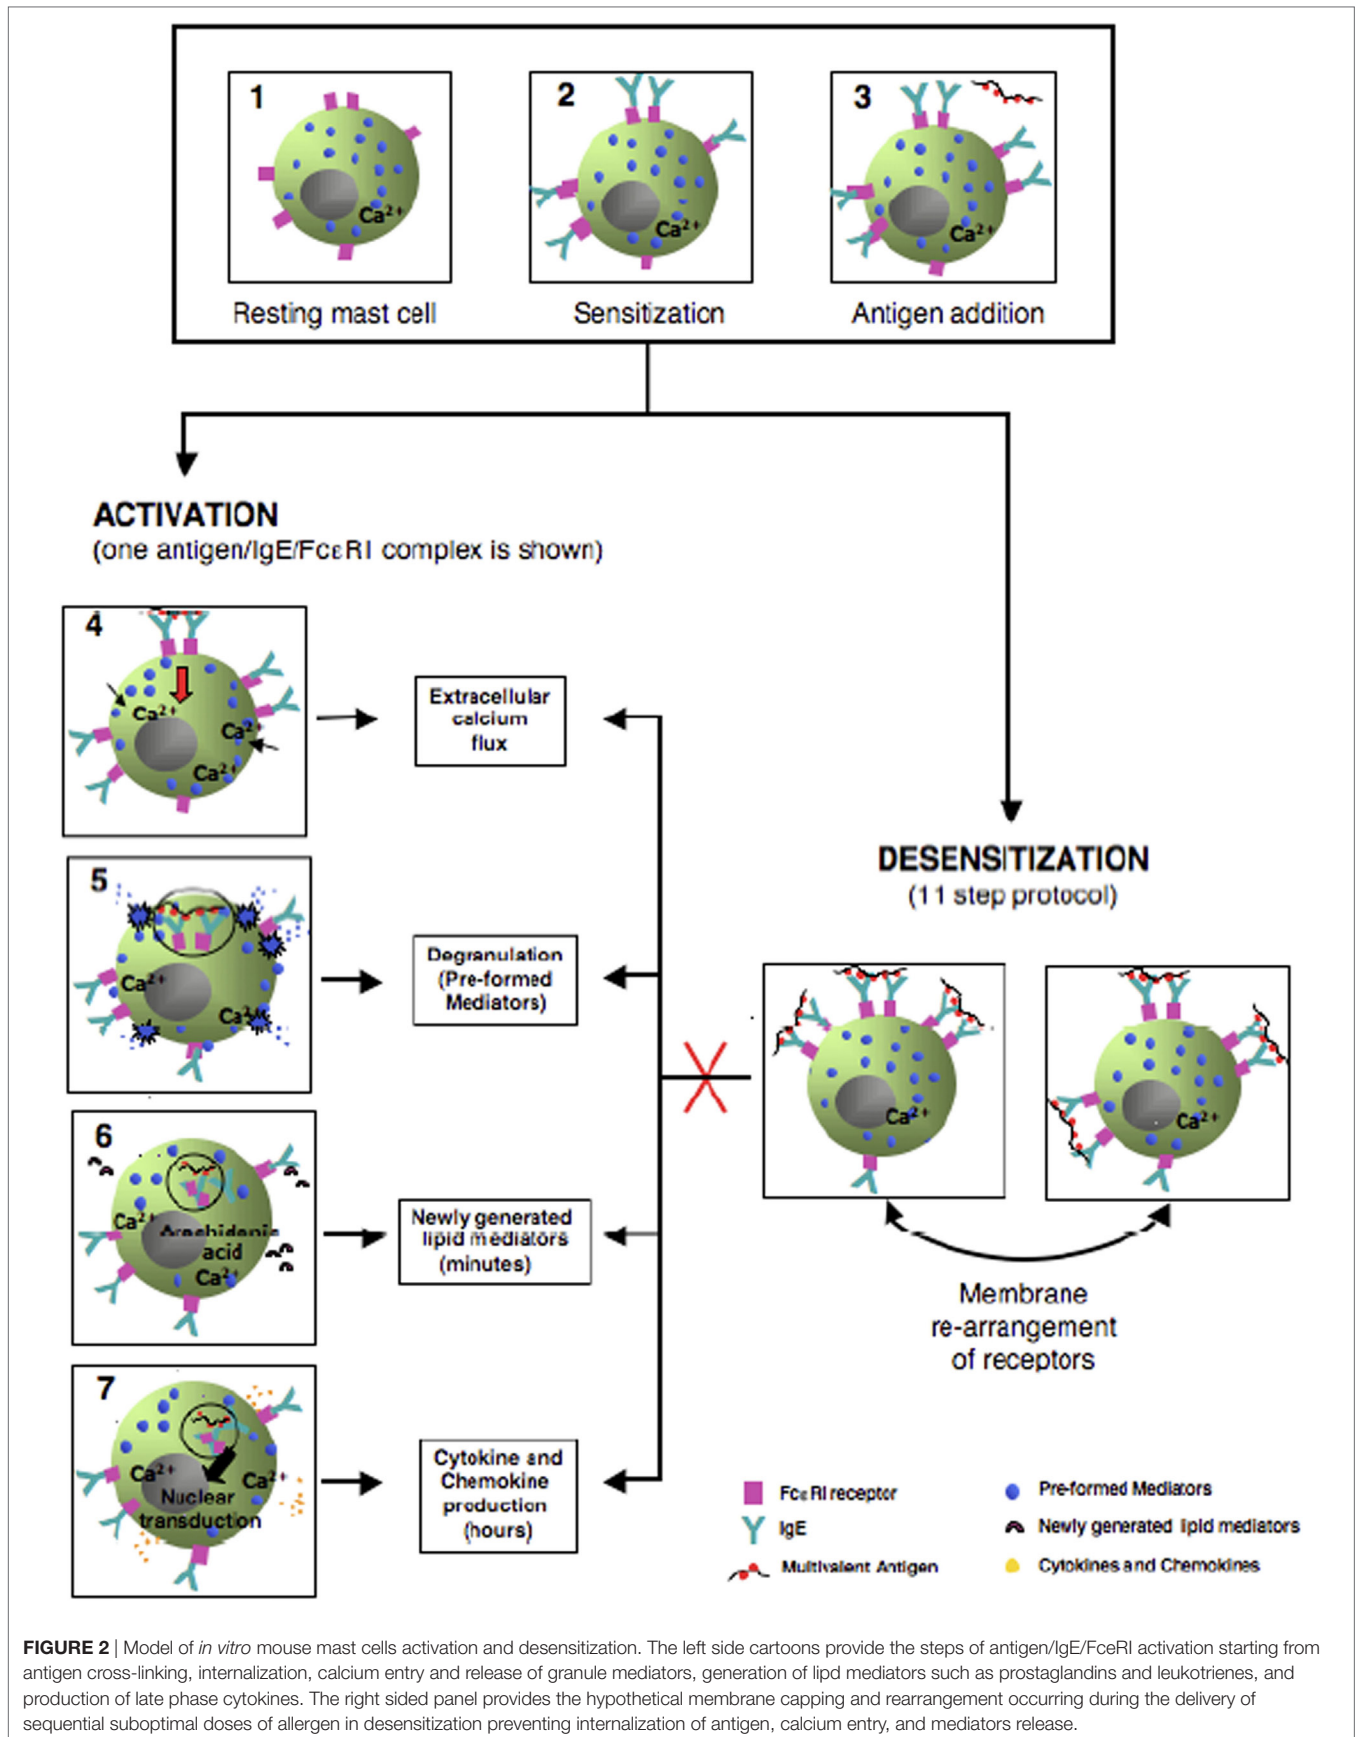 1
2
3
Ca²⁺
Ca²⁺
Ca²⁺
Resting mast cell
Sensitization
Antigen addition
ACTIVATION
(one antigen/IgE/FcεRI complex is shown)
4
Ca²⁺
Ca²⁺
Ca²⁺
Extracellular
calcium
flux
DESENSITIZATION
(11 step protocol)
5
Ca²⁺
Ca²⁺
Degranulation
(Pre-formed
Mediators)
Ca²⁺
Ca²⁺
6
Ca²⁺
Arachidonic
acid
Ca²⁺
Newly generated
lipid mediators
(minutes)
Membrane
re-arrangement
of receptors
7
Ca²⁺
Ca²⁺
Nuclear
transduction
Cytokine and
Chemokine
production
(hours)
FcεRI receptor
IgE
Multivalent Antigen
Pre-formed Mediators
Newly generated lipid mediators
Cytokines and Chemokines
FIGURE 2 | Model of in vitro mouse mast cells activation and desensitization. The left side cartoons provide the steps of antigen/IgE/FceRI activation starting from
antigen cross-linking, internalization, calcium entry and release of granule mediators, generation of lipd mediators such as prostaglandins and leukotrienes, and
production of late phase cytokines. The right sided panel provides the hypothetical membrane capping and rearrangement occurring during the delivery of
sequential suboptimal doses of allergen in desensitization preventing internalization of antigen, calcium entry, and mediators release.